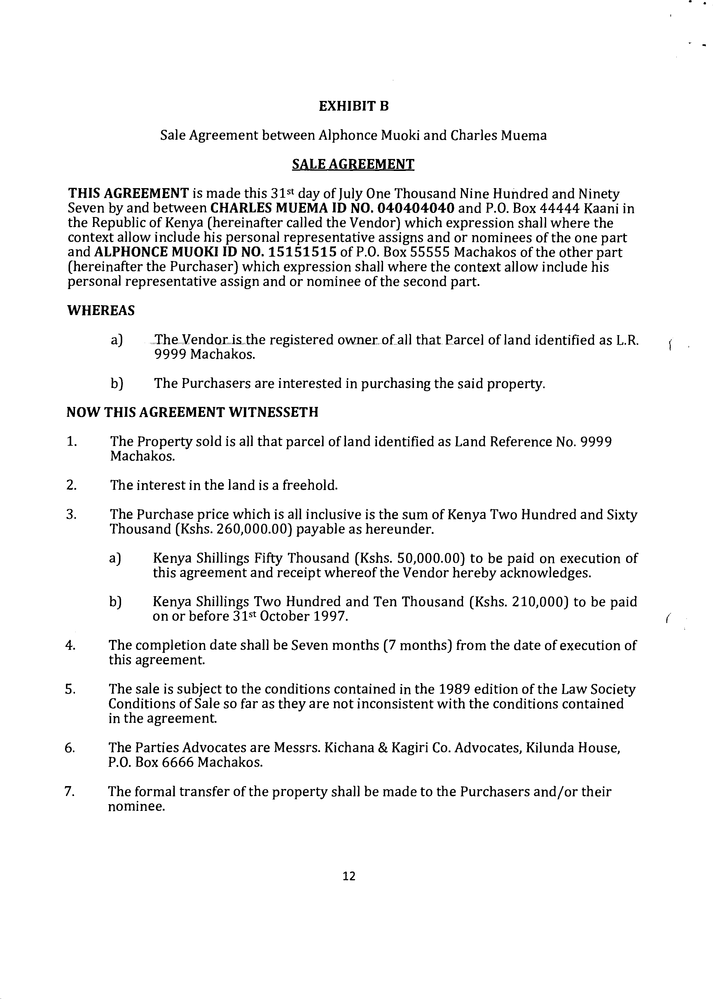 EXHIBIT B
Sale Agreement between Alphonce Muoki and Charles Muema
SALE AGREEMENT
THIS AGREEMENT is made this 31st day of July One Thousand Nine Hundred and Ninety
Seven by and between CHARLES MUEMA ID NO. 040404040 and P.O. Box 44444 Kaani in
the Republic of Kenya (hereinafter called the Vendor) which expression shall where the
context allow include his personal representative assigns and or nominees of the one part
and ALPHONCE MUOKI ID NO. 15151515 of P.O. Box 55555 Machakos of the other part
(hereinafter the Purchaser) which expression shall where the context allow include his
personal representative assign and or nominee of the second part.
WHEREAS
a) The Vendor is the registered owner of all that Parcel of land identified as L.R.
9999 Machakos.
b) The Purchasers are interested in purchasing the said property.
NOW THIS AGREEMENT WITNESSETH
1. The Property sold is all that parcel of land identified as Land Reference No. 9999
Machakos.
2. The interest in the land is a freehold.
3. The Purchase price which is all inclusive is the sum of Kenya Two Hundred and Sixty
Thousand (Kshs. 260,000.00) payable as hereunder.
a) Kenya Shillings Fifty Thousand (Kshs. 50,000.00) to be paid on execution of
this agreement and receipt whereof the Vendor hereby acknowledges.
b) Kenya Shillings Two Hundred and Ten Thousand (Kshs. 210,000) to be paid
on or before 31st October 1997.
4. The completion date shall be Seven months (7 months) from the date of execution of
this agreement.
5. The sale is subject to the conditions contained in the 1989 edition of the Law Society
Conditions of Sale so far as they are not inconsistent with the conditions contained
in the agreement.
6. The Parties Advocates are Messrs. Kichana & Kagiri Co. Advocates, Kilunda House,
P.O. Box 6666 Machakos.
7. The formal transfer of the property shall be made to the Purchasers and/or their
nominee.
12